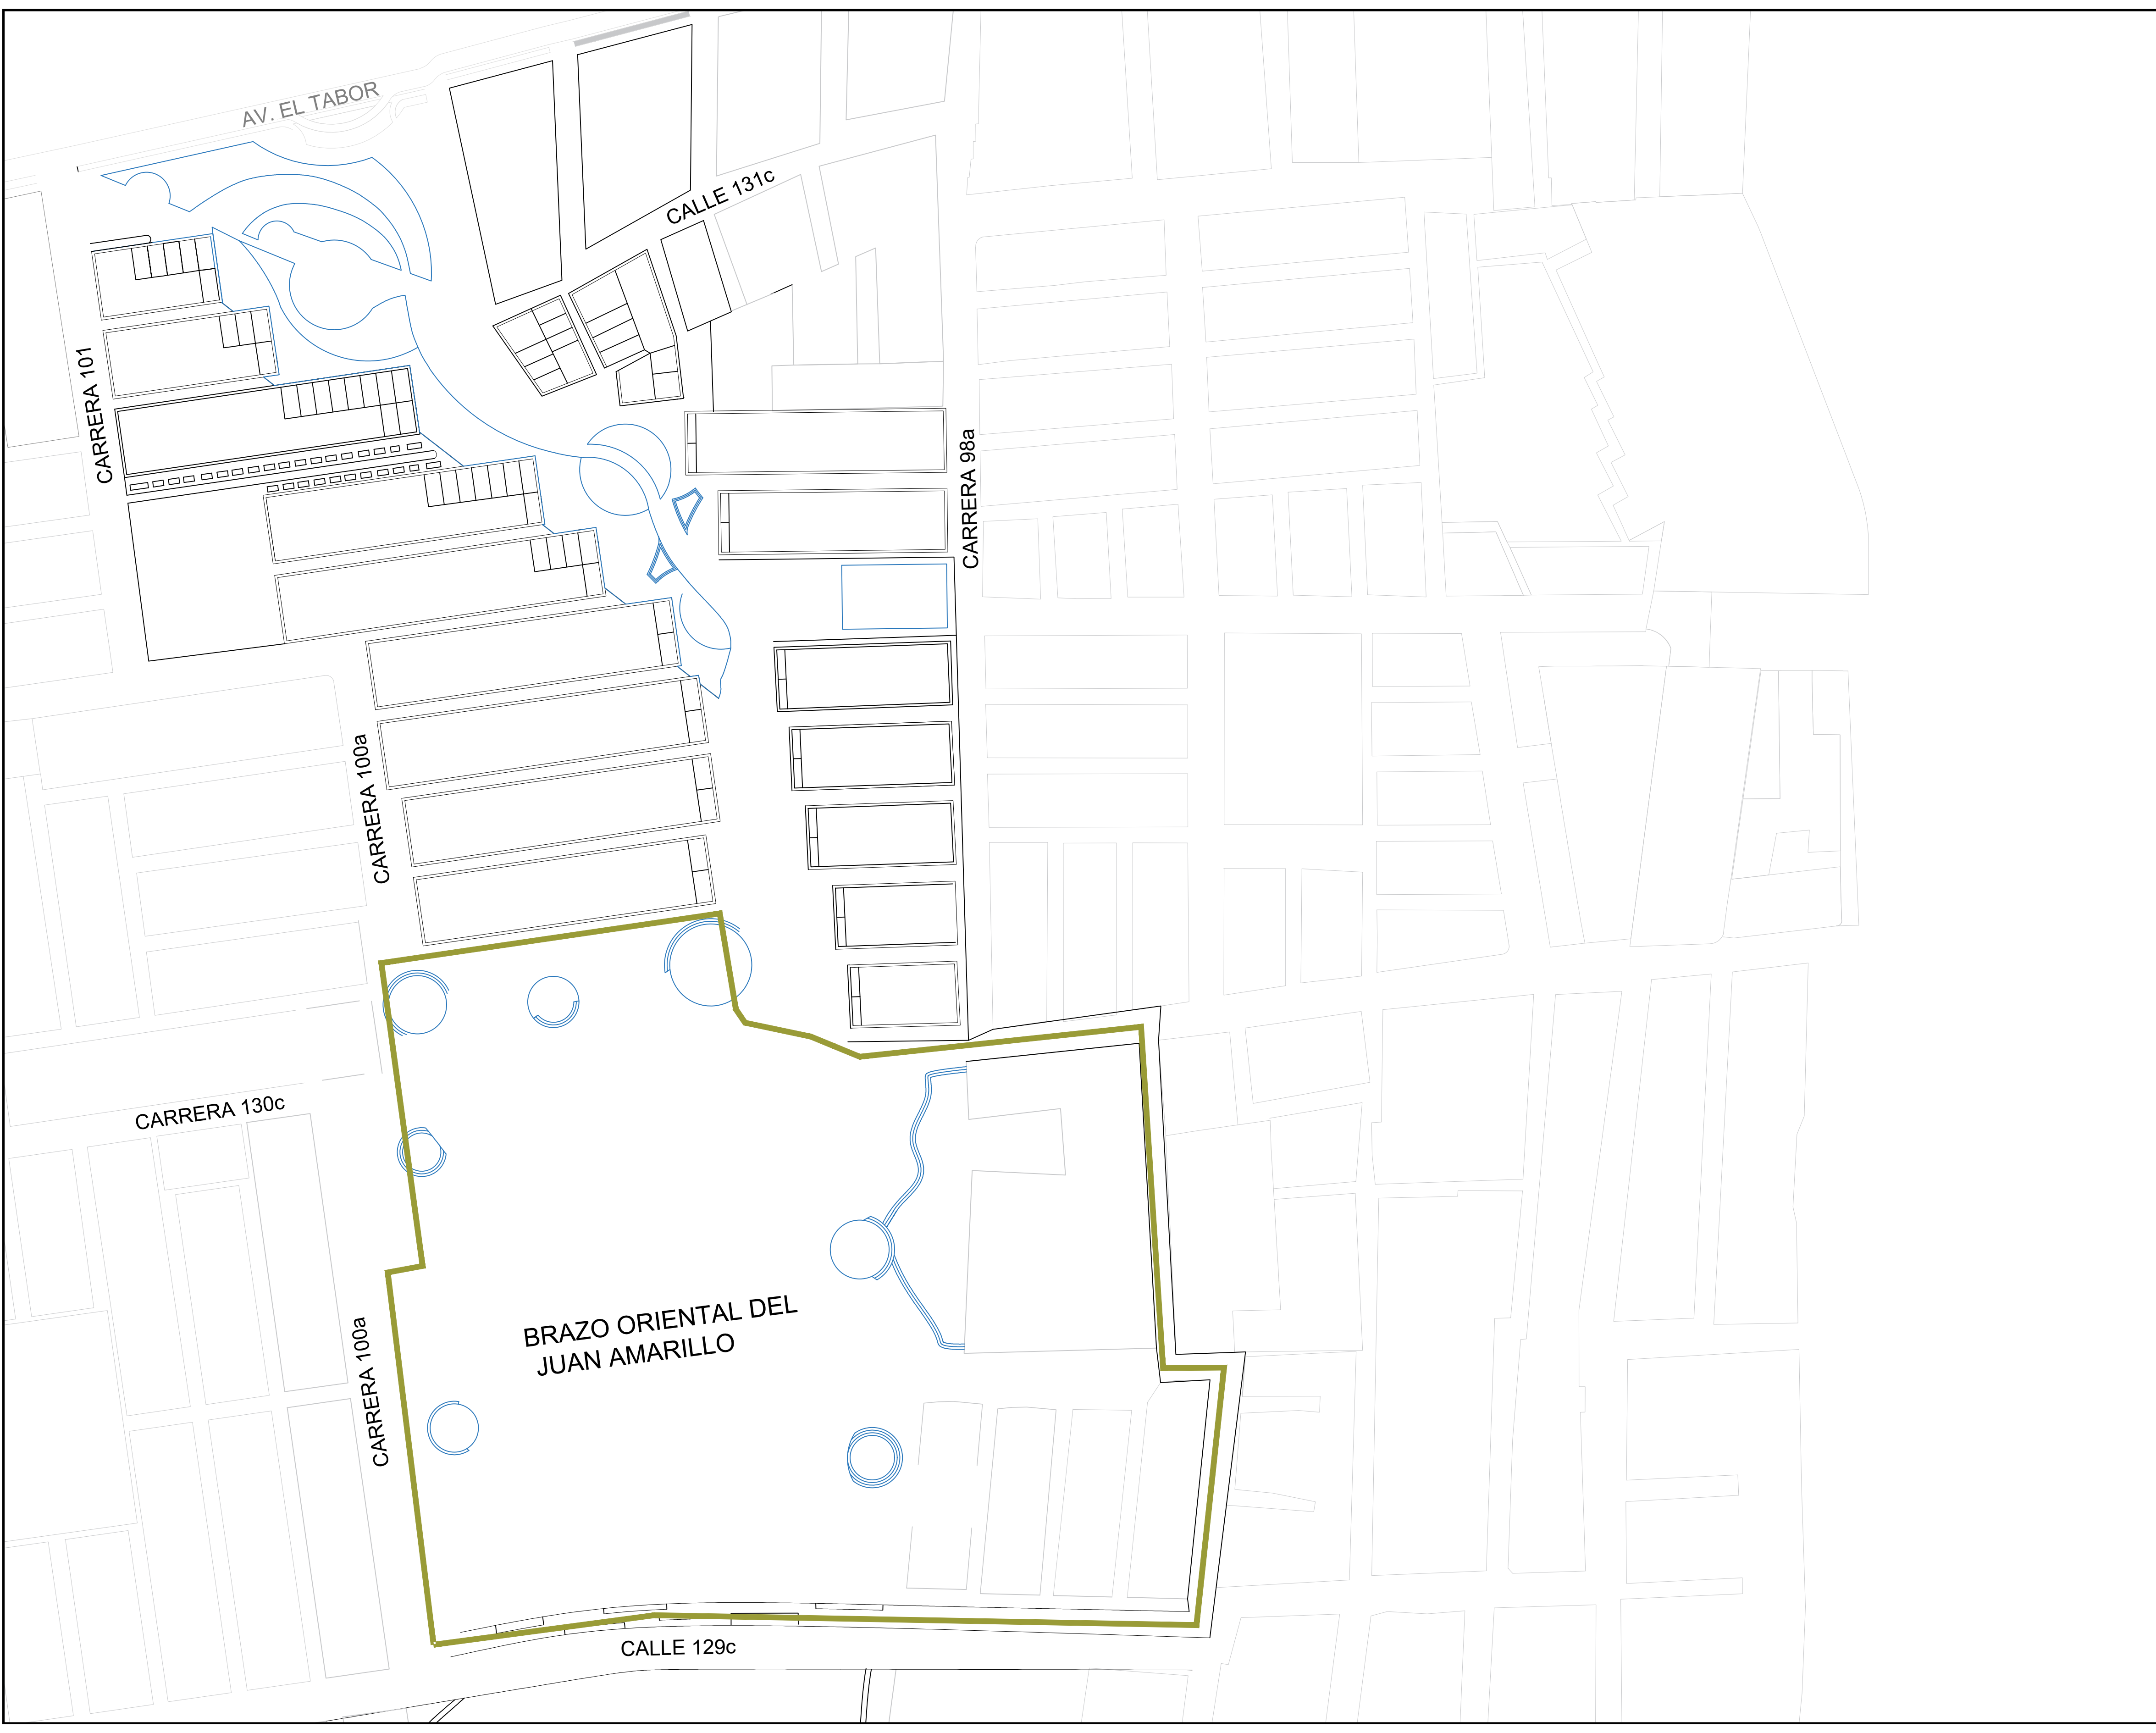 AV. EL TABOR
CALLE 131c
CARRERA 101
CARRERA 98a
CARRERA 100a
CARRERA 130c
BRAZO ORIENTAL DEL
JUAN AMARILLO
CARRERA 100a
CALLE 129c